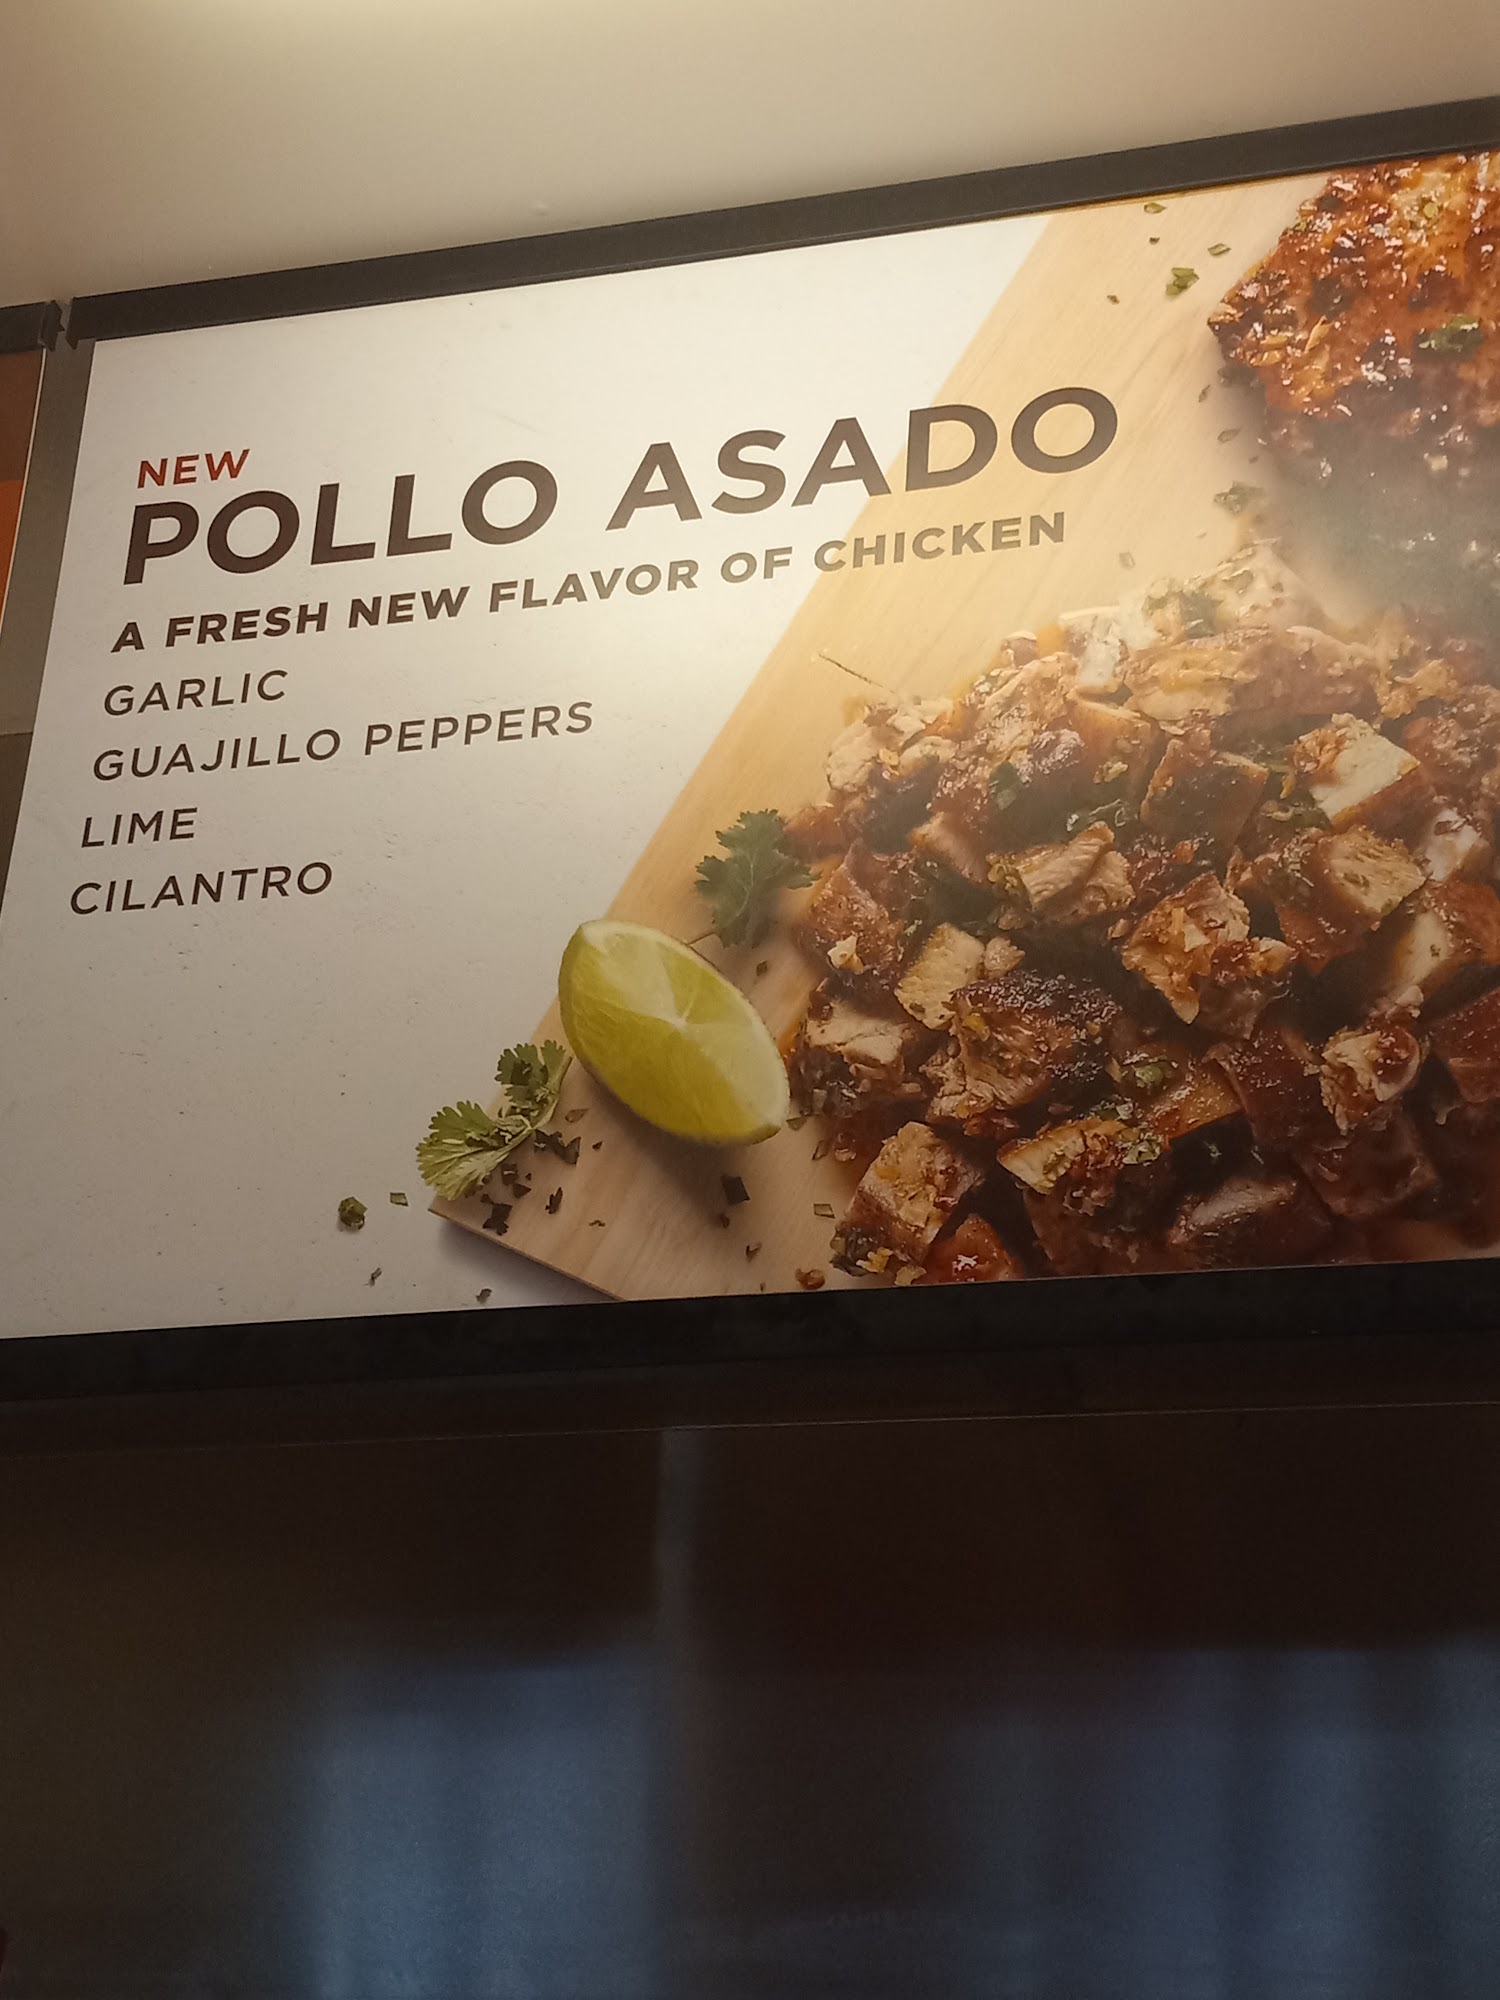 NEW
POLLO ASADO
A FRESH NEW FLAVOR OF CHICKEN
GARLIC
GUAJILLO PEPPERS
LIME
CILANTRO